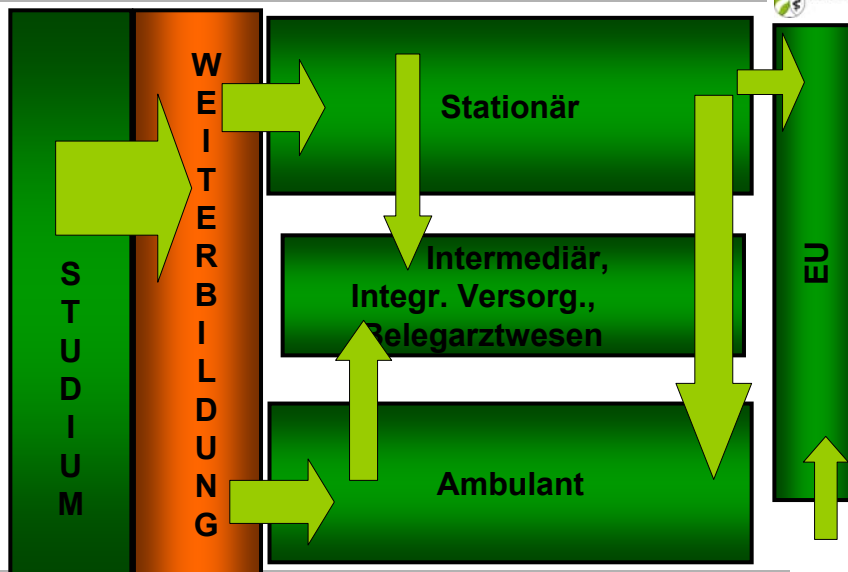 STUDIUM
WEITERBILDUNG
Stationär
Intermediär,
Integr. Versorg.,
Belegarztwesen
Ambulant
EU